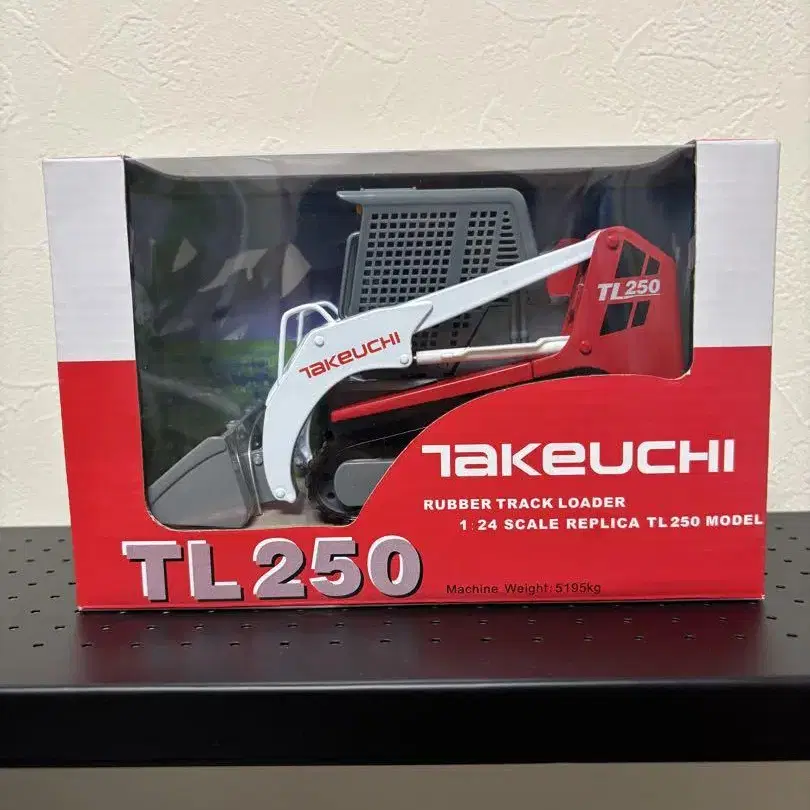 TL250
TAKEUCHI
TAKEUCHI
RUBBER TRACK LOADER
1:24 SCALE REPLICA TL250 MODEL
TL250
Machine Weight:5195kg